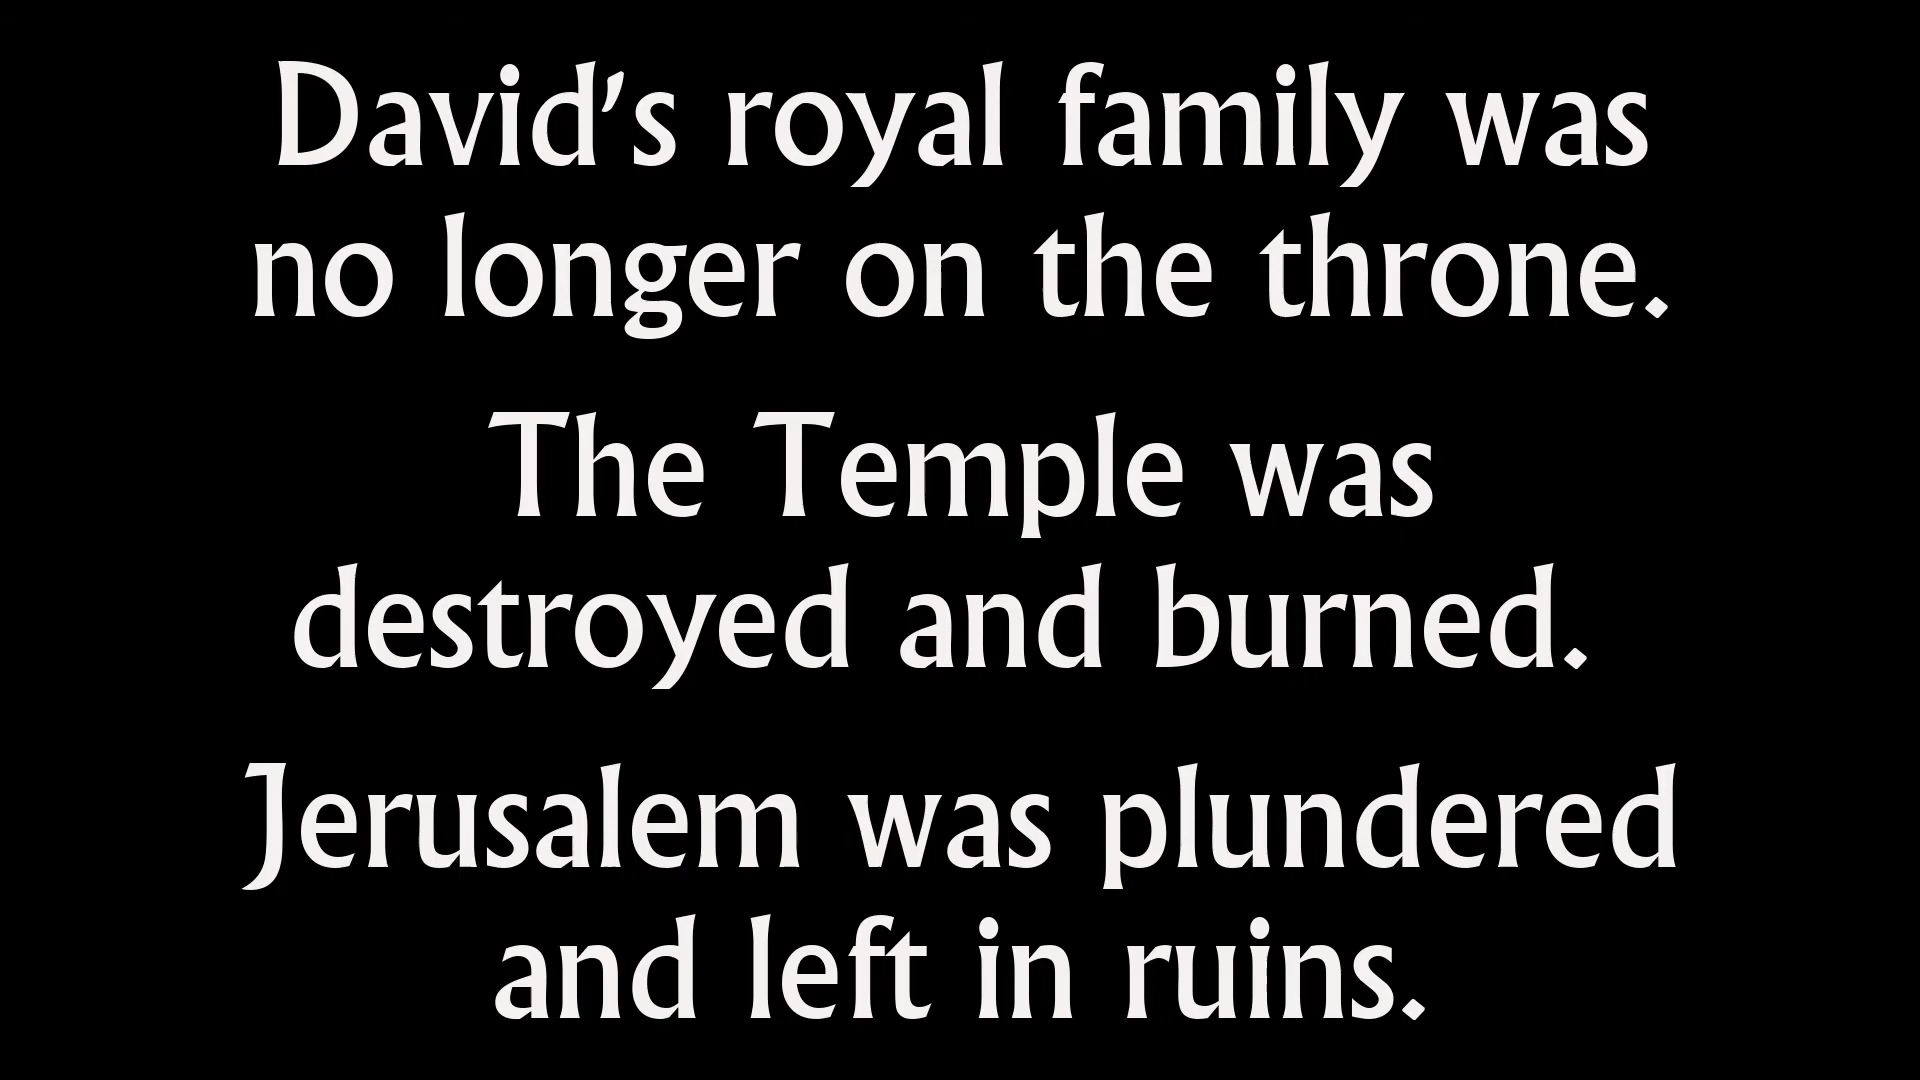 David's royal family was
no longer on the throne.
The Temple was
destroyed and burned.
Jerusalem was plundered
and left in ruins.